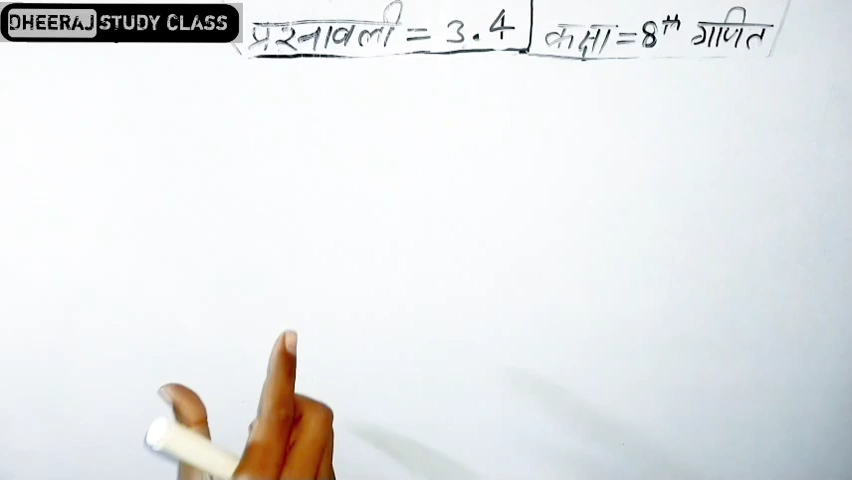 DHEERAJ STUDY CLASS
प्रश्नावली = 3.4 कक्षा = 8th गणित